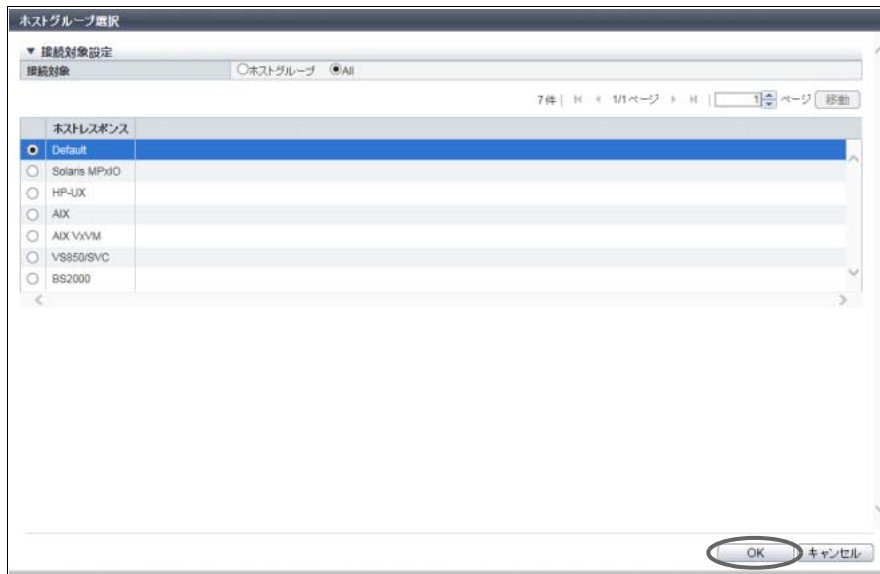 ホストグループ選択
▼ 接続対象設定
接続対象 ホストグループ All
7件 | 1/1ページ | 1 ページ 移動
ホストレスポンス
Default
Solaris MPxIO
HP-UX
AIX
AIX VxVM
VS850/SVC
BS2000
OK キャンセル